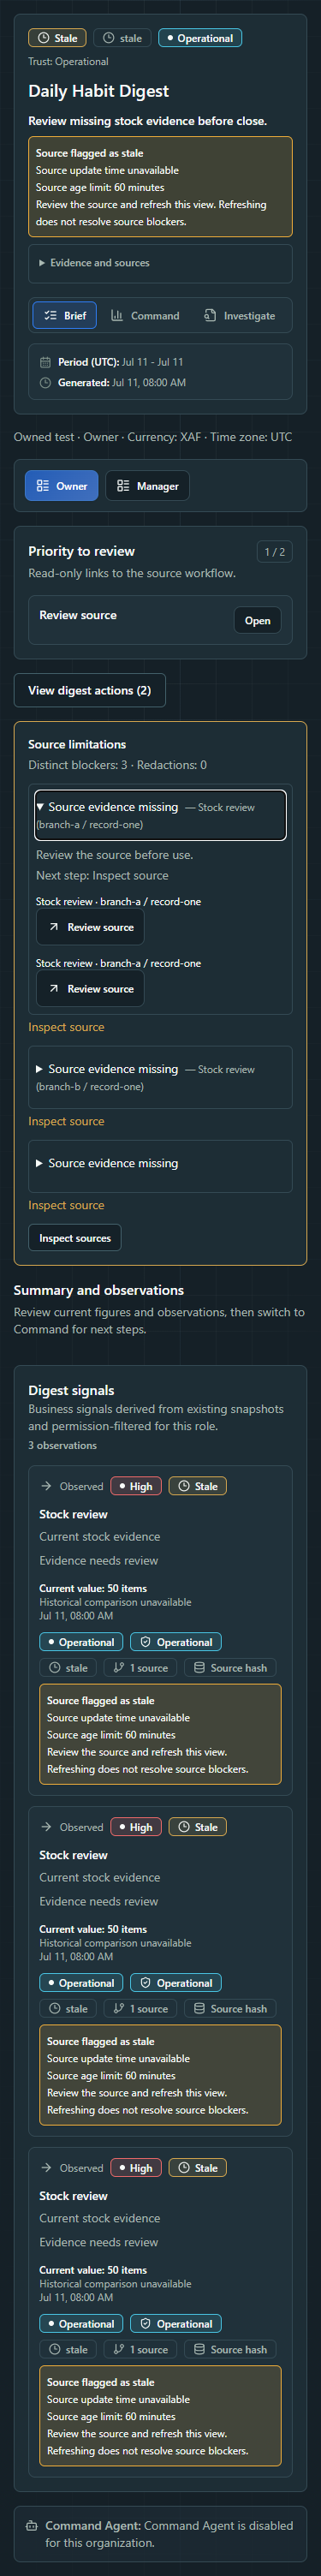 Stale stale Operational
Trust: Operational
Daily Habit Digest
Review missing stock evidence before close.
Source flagged as stale
Source update time unavailable
Source age limit: 60 minutes
Review the source and refresh this view. Refreshing
does not resolve source blockers.
Evidence and sources
Brief Command Investigate
Period (UTC): Jul 11 - Jul 11
Generated: Jul 11, 08:00 AM
Owned test · Owner · Currency: XAF · Time zone: UTC
Owner Manager
Priority to review 1 / 2
Read-only links to the source workflow.
Review source Open
View digest actions (2)
Source limitations
Distinct blockers: 3 · Redactions: 0
Source evidence missing — Stock review
(branch-a / record-one)
Review the source before use.
Next step: Inspect source
Stock review · branch-a / record-one
Review source
Stock review · branch-a / record-one
Review source
Inspect source
Source evidence missing — Stock review
(branch-b / record-one)
Inspect source
Source evidence missing
Inspect source
Inspect sources
Summary and observations
Review current figures and observations, then switch to
Command for next steps.
Digest signals
Business signals derived from existing snapshots
and permission-filtered for this role.
3 observations
Observed High Stale
Stock review
Current stock evidence
Evidence needs review
Current value: 50 items
Historical comparison unavailable
Jul 11, 08:00 AM
Operational Operational
stale 1 source Source hash
Source flagged as stale
Source update time unavailable
Source age limit: 60 minutes
Review the source and refresh this view.
Refreshing does not resolve source blockers.
Observed High Stale
Stock review
Current stock evidence
Evidence needs review
Current value: 50 items
Historical comparison unavailable
Jul 11, 08:00 AM
Operational Operational
stale 1 source Source hash
Source flagged as stale
Source update time unavailable
Source age limit: 60 minutes
Review the source and refresh this view.
Refreshing does not resolve source blockers.
Observed High Stale
Stock review
Current stock evidence
Evidence needs review
Current value: 50 items
Historical comparison unavailable
Jul 11, 08:00 AM
Operational Operational
stale 1 source Source hash
Source flagged as stale
Source update time unavailable
Source age limit: 60 minutes
Review the source and refresh this view.
Refreshing does not resolve source blockers.
Command Agent: Command Agent is disabled
for this organization.